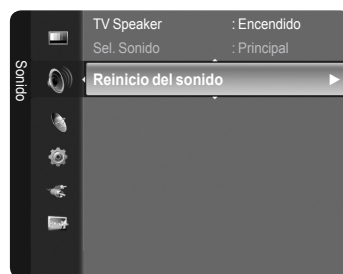 Sonido
TV Speaker : Encendido
Sel. Sonido : Principal
Reinicio del sonido